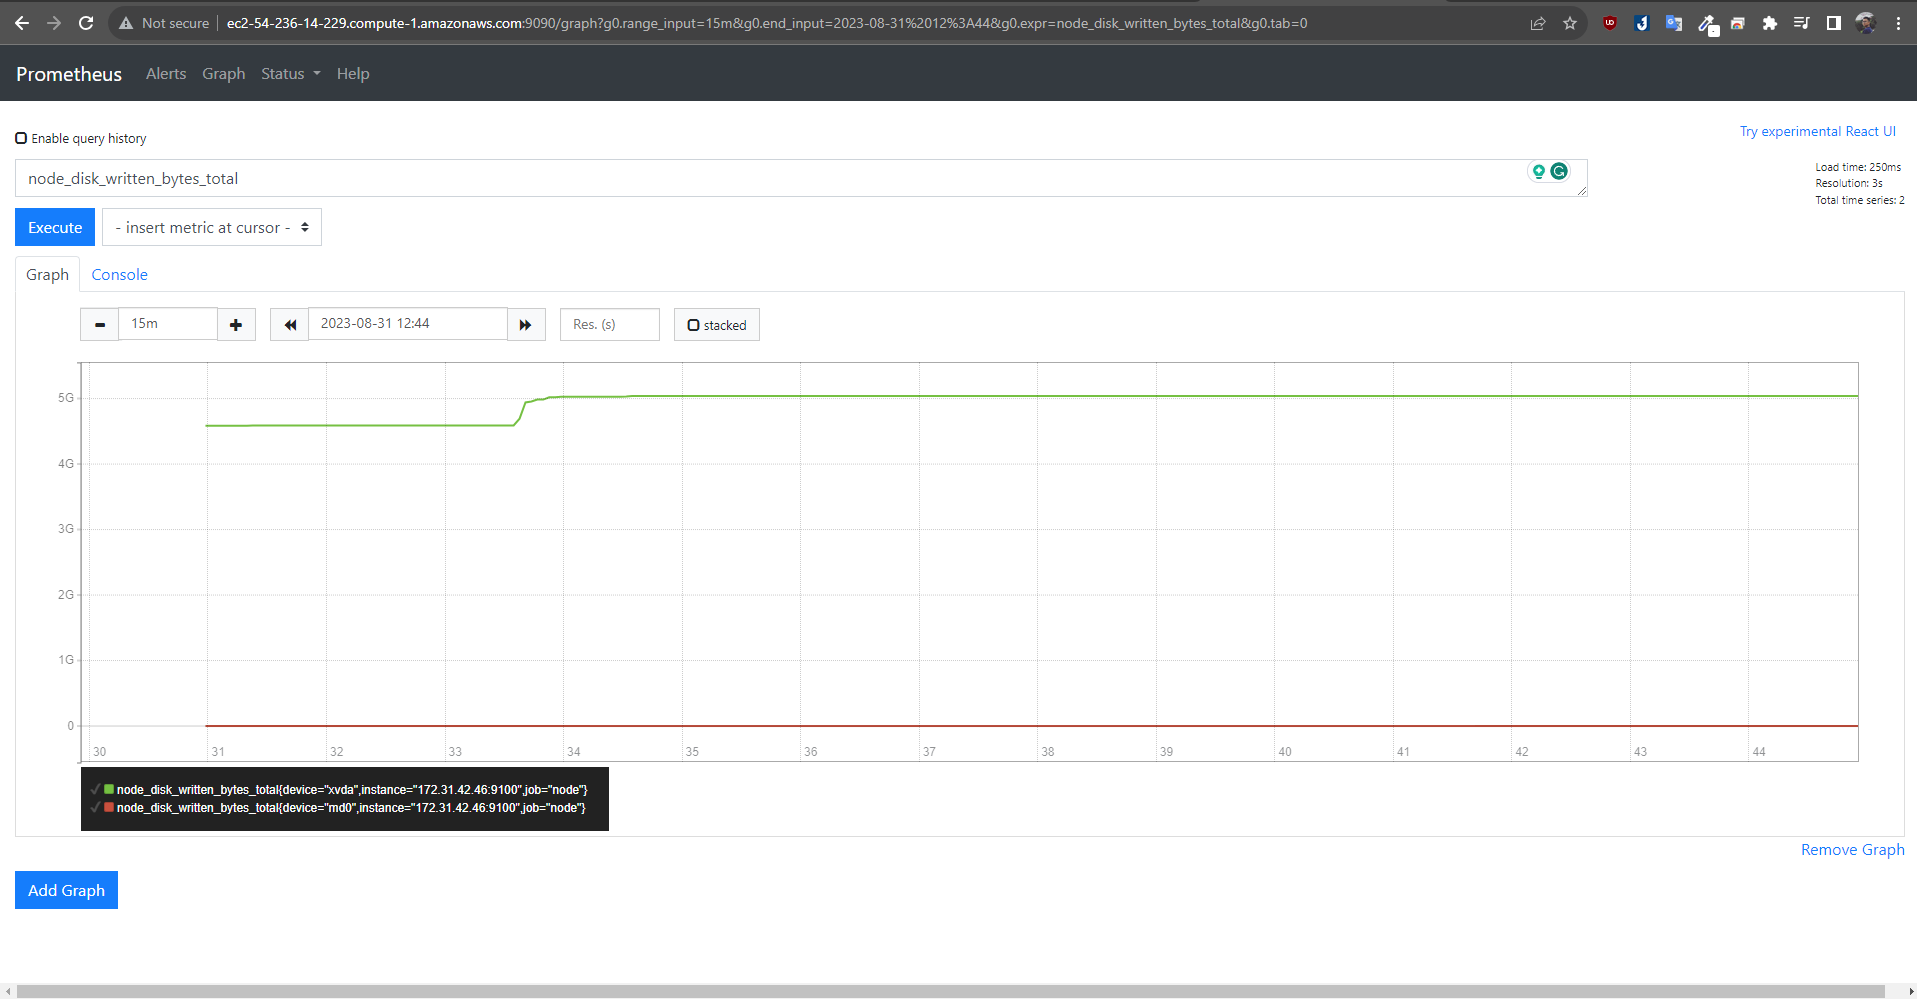 Not secure | ec2-54-236-14-229.compute-1.amazonaws.com:9090/graph?g0.range_input=15m&g0.end_input=2023-08-31%2012%3A44&g0.expr=node_disk_written_bytes_total&g0.tab=0
Prometheus Alerts Graph Status Help
Enable query history
Try experimental React UI
node_disk_written_bytes_total
Load time: 250ms
Resolution: 3s
Total time series: 2
Execute - insert metric at cursor -
Graph Console
15m 2023-08-31 12:44 Res. (s) stacked
5G
4G
3G
2G
1G
0
30 31 32 33 34 35 36 37 38 39 40 41 42 43 44
node_disk_written_bytes_total{device="xvda",instance="172.31.42.46:9100",job="node"}
node_disk_written_bytes_total{device="md0",instance="172.31.42.46:9100",job="node"}
Remove Graph
Add Graph